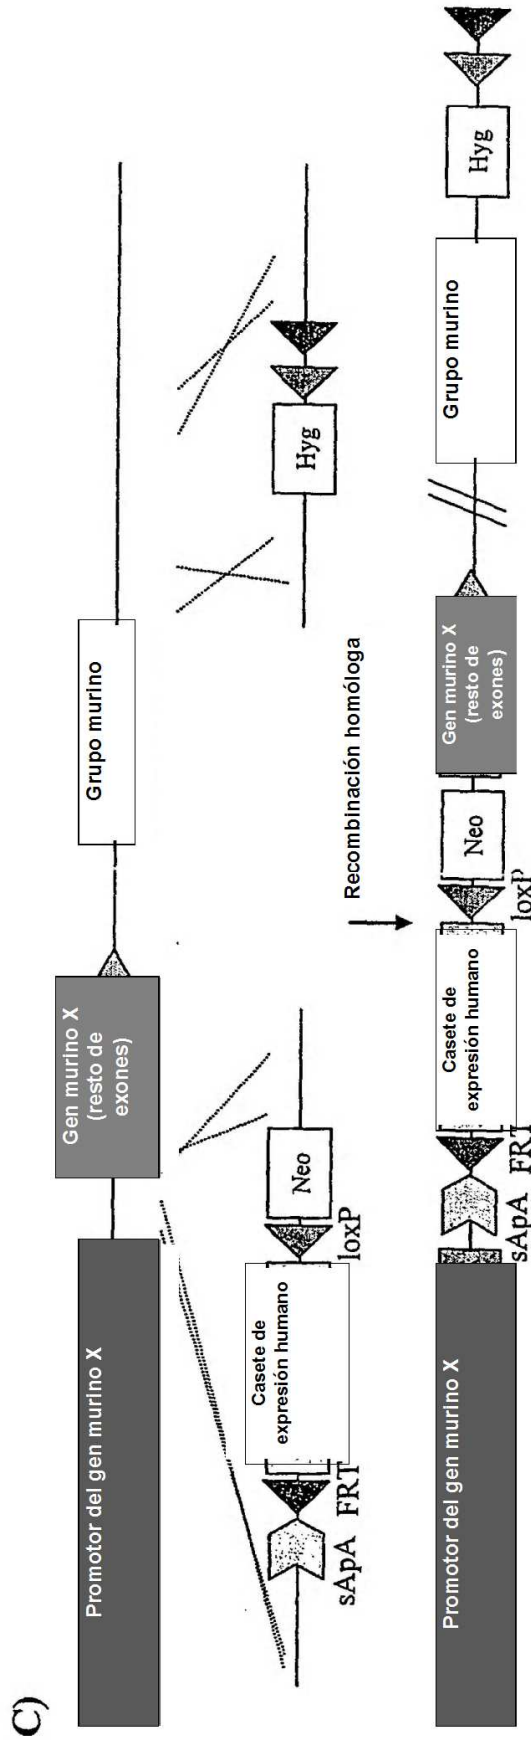 C)
Promotor del gen murino X
Gen murino X
(resto de
exones)
Grupo murino
sApA
FRT
Casete de
expresión humano
loxP
Neo
Hyg
Recombinación homóloga
Promotor del gen murino X
sApA
FRT
Casete de
expresión humano
loxP
Neo
Gen murino X
(resto de
exones)
Grupo murino
Hyg